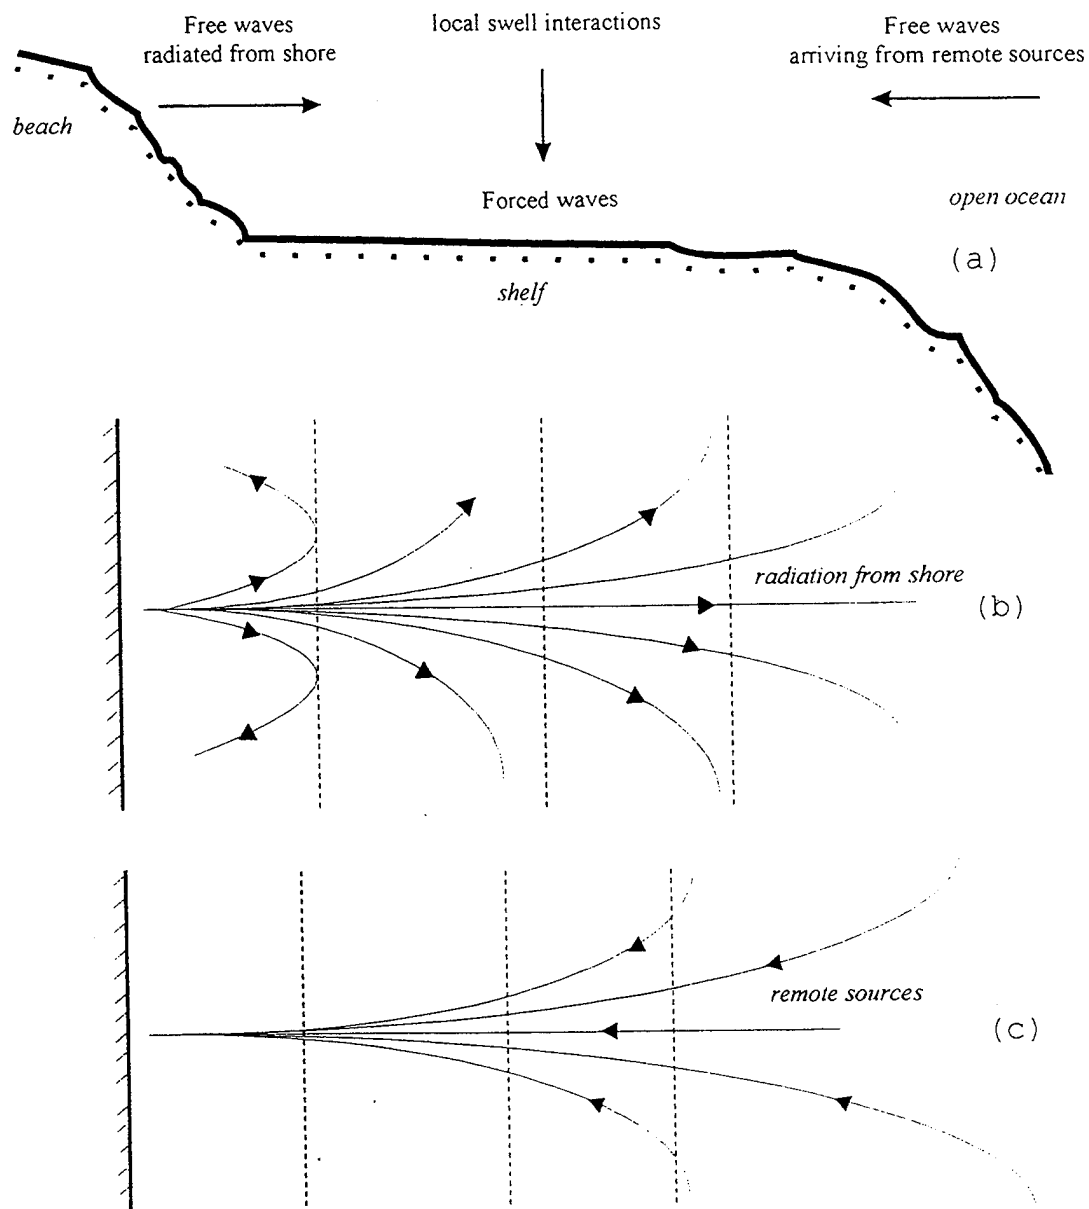 Free waves
radiated from shore
local swell interactions
Free waves
arriving from remote sources
beach
Forced waves
open ocean
(a)
shelf
radiation from shore
(b)
remote sources
(c)